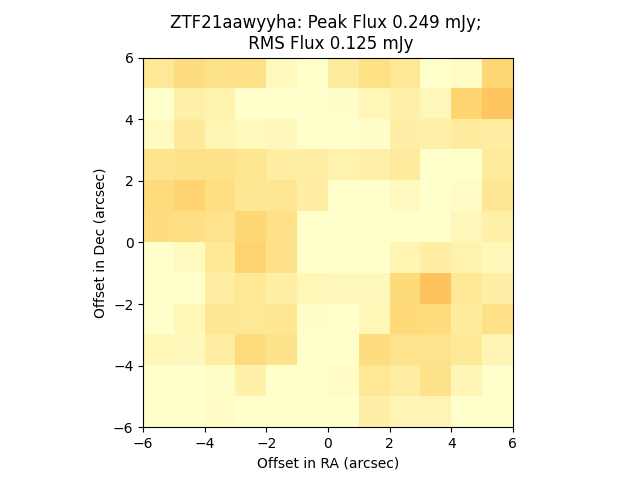 ZTF21aawyyha: Peak Flux 0.249 mJy;
RMS Flux 0.125 mJy
6
4
2
0
−2
−4
−6
Offset in Dec (arcsec)
−6 −4 −2 0 2 4 6
Offset in RA (arcsec)